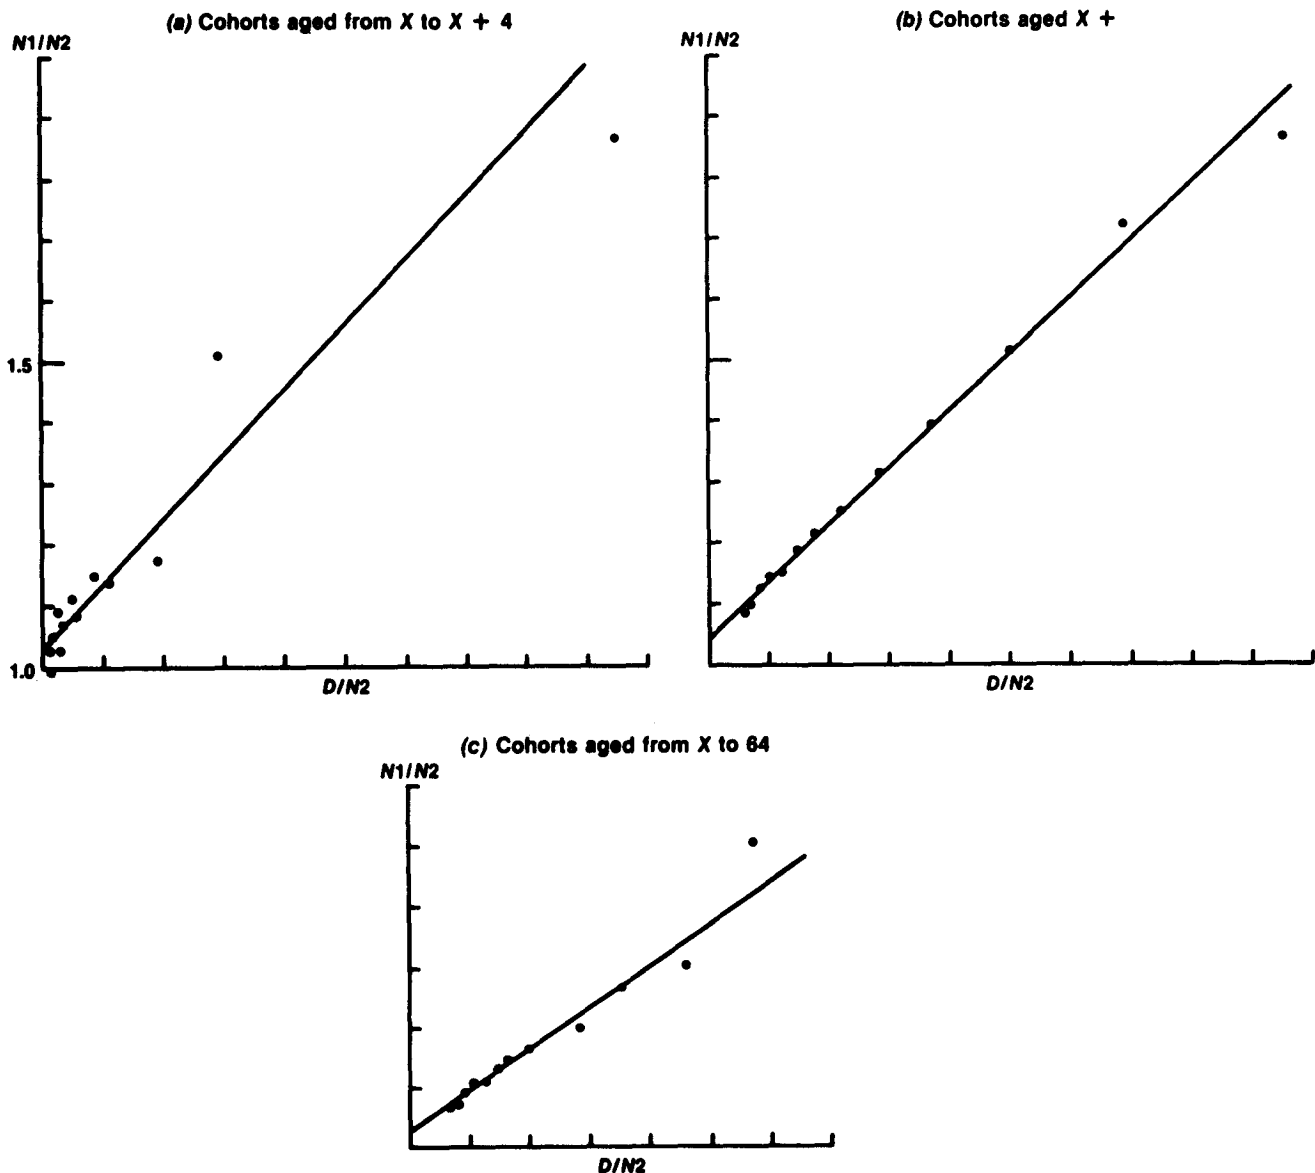 (a) Cohorts aged from X to X + 4
N1/N2
1.5
1.0
D/N2
(b) Cohorts aged X +
N1/N2
D/N2
(c) Cohorts aged from X to 64
N1/N2
D/N2